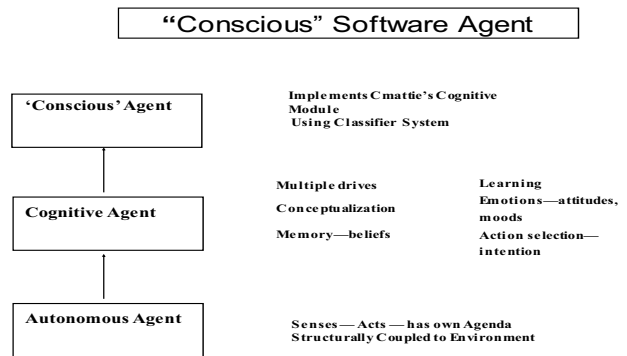 “Conscious” Software Agent
‘Conscious’ Agent
Implements Cmattie’s Cognitive
Module
Using Classifier System
Cognitive Agent
Multiple drives
Conceptualization
Memory—beliefs
Learning
Emotions—attitudes,
moods
Action selection—
intention
Autonomous Agent
Senses — Acts — has own Agenda
Structurally Coupled to Environment